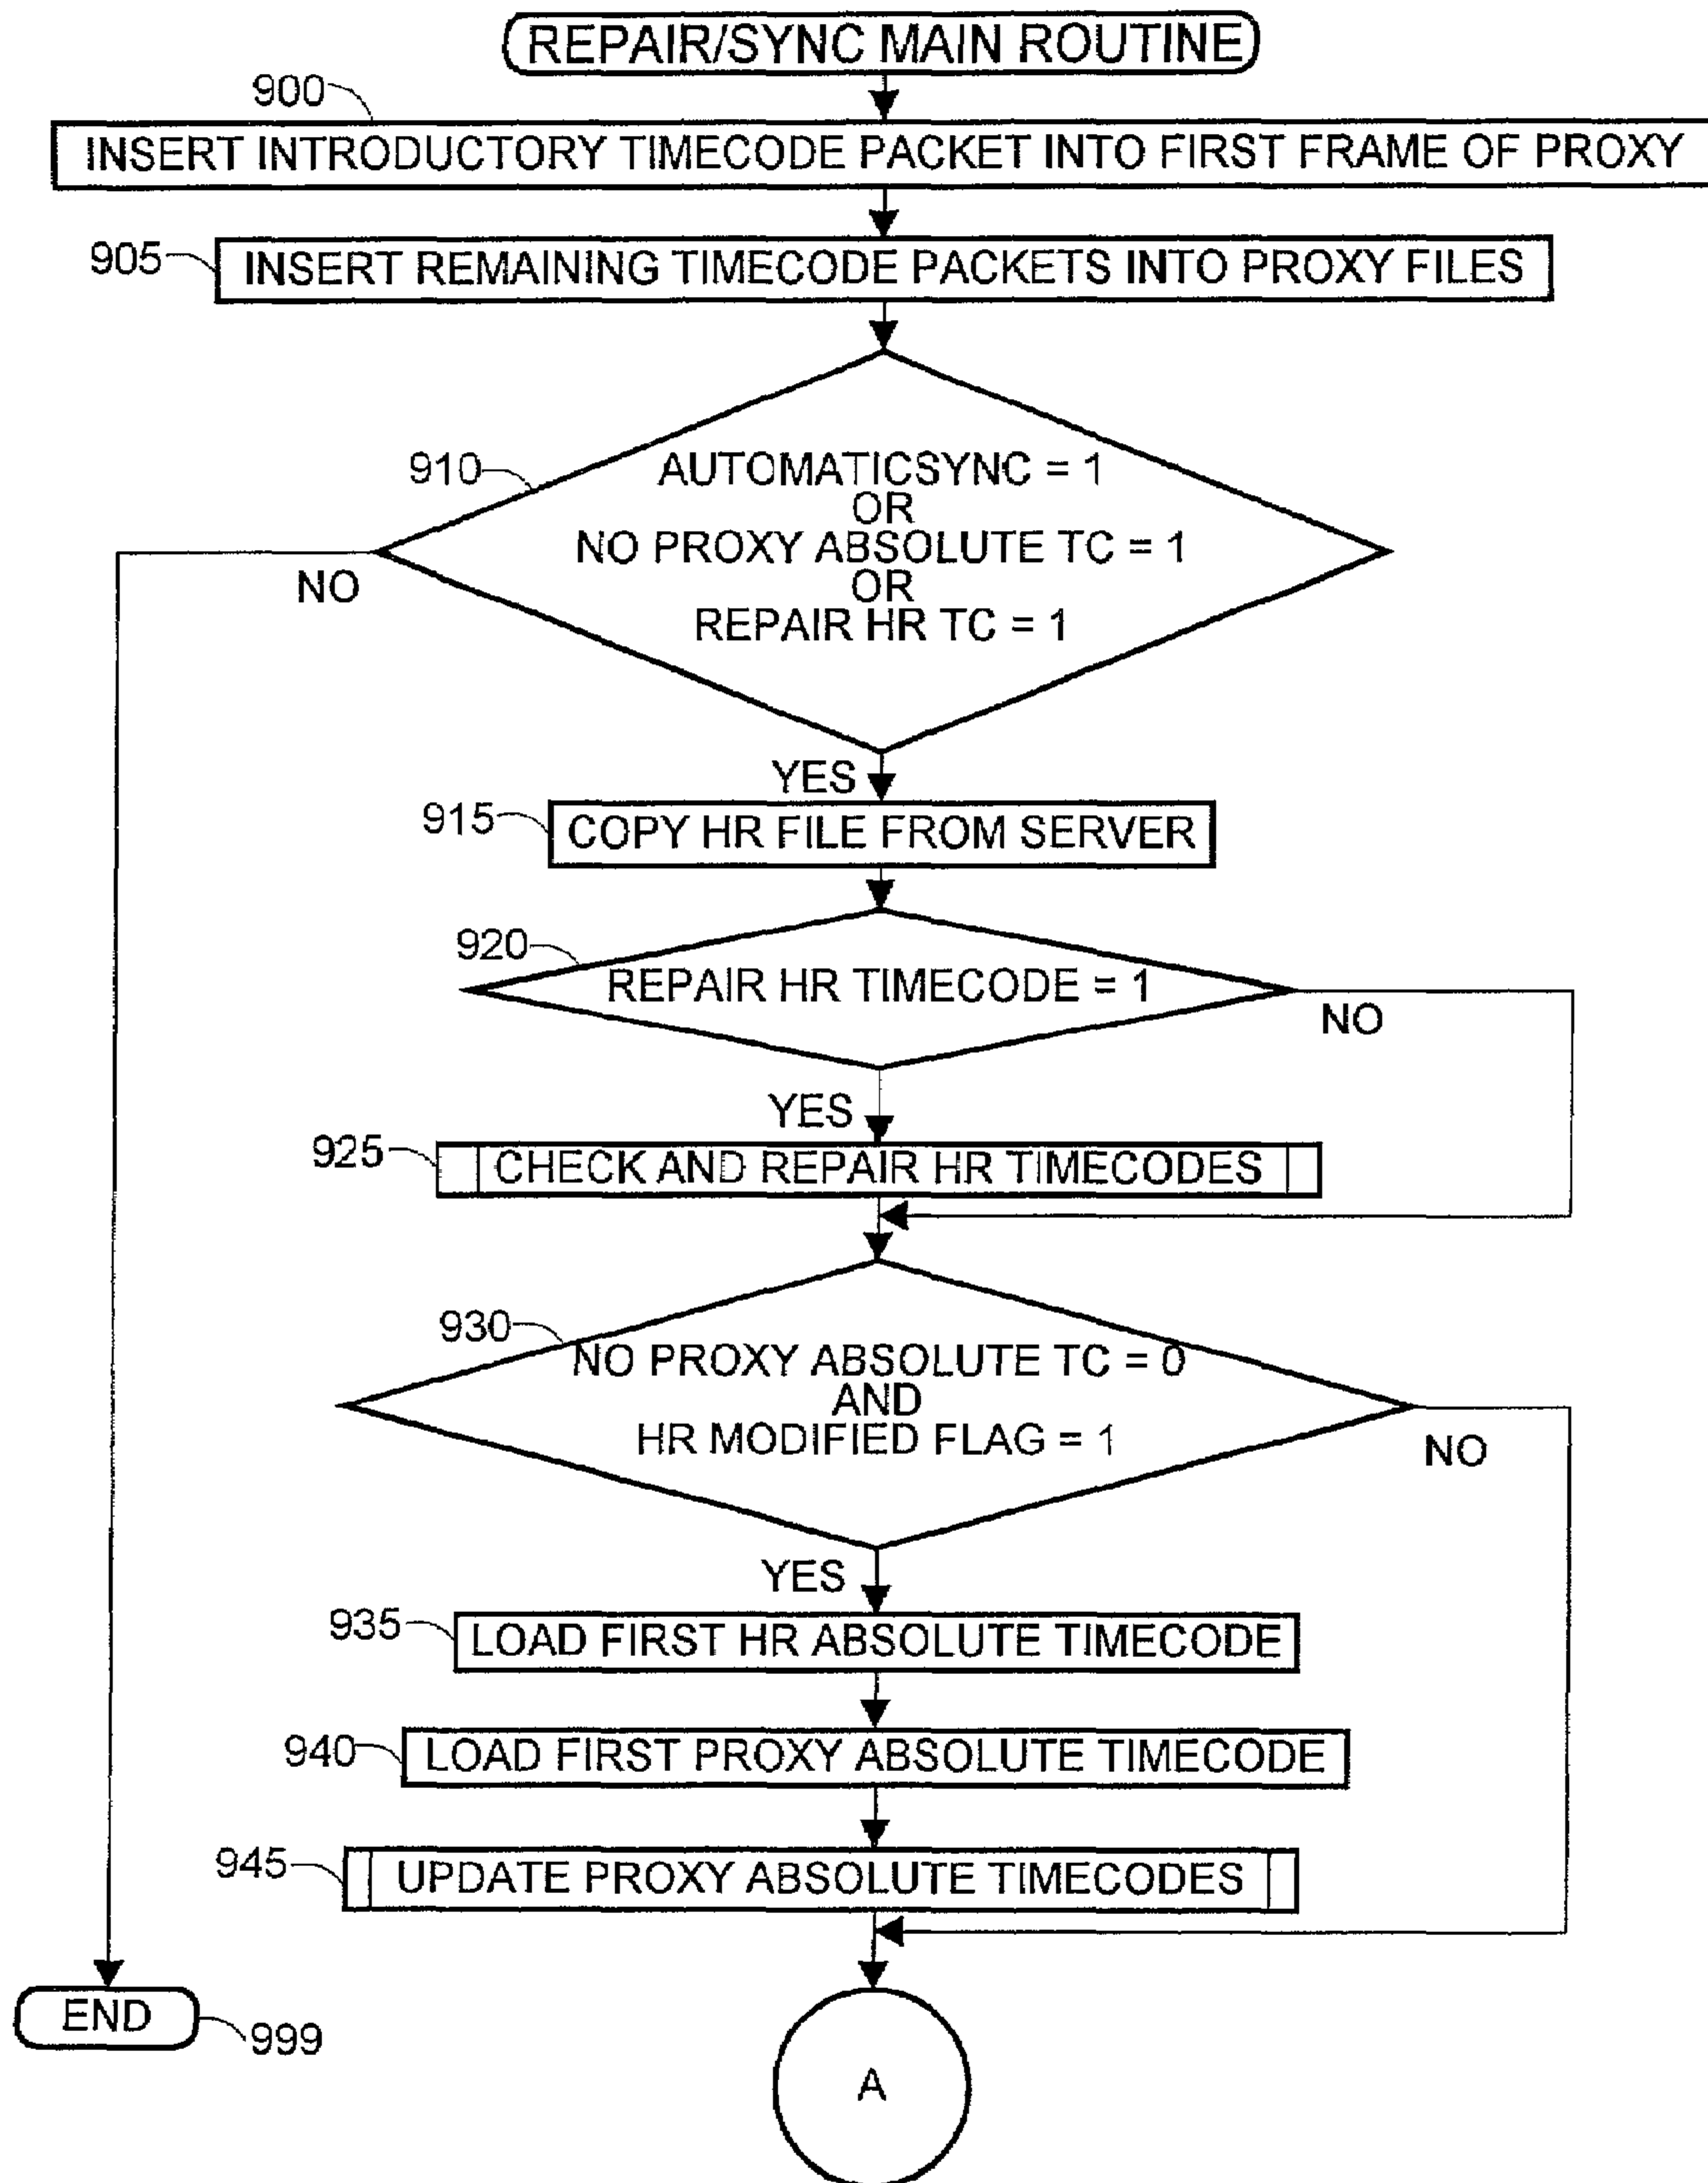 REPAIR/SYNC MAIN ROUTINE
900
INSERT INTRODUCTORY TIMECODE PACKET INTO FIRST FRAME OF PROXY
905
INSERT REMAINING TIMECODE PACKETS INTO PROXY FILES
910
AUTOMATICSYNC = 1
OR
NO PROXY ABSOLUTE TC = 1
OR
REPAIR HR TC = 1
NO
YES
915
COPY HR FILE FROM SERVER
920
REPAIR HR TIMECODE = 1
NO
YES
925
CHECK AND REPAIR HR TIMECODES
930
NO PROXY ABSOLUTE TC = 0
AND
HR MODIFIED FLAG = 1
NO
YES
935
LOAD FIRST HR ABSOLUTE TIMECODE
940
LOAD FIRST PROXY ABSOLUTE TIMECODE
945
UPDATE PROXY ABSOLUTE TIMECODES
END
999
A